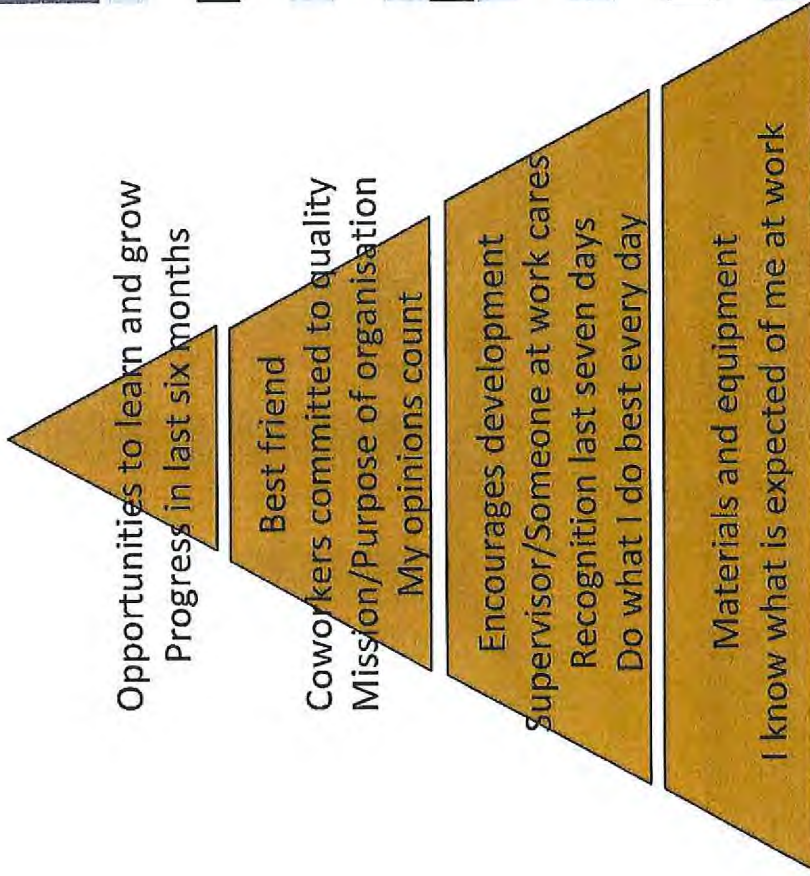 Opportunities to learn and grow
Progress in last six months
Best friend
Coworkers committed to quality
Mission/Purpose of organisation
My opinions count
Encourages development
Supervisor/Someone at work cares
Recognition last seven days
Do what I do best every day
Materials and equipment
I know what is expected of me at work